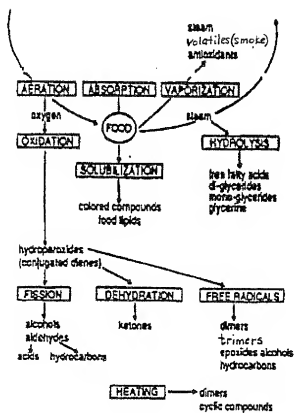 steam
volatiles (smoke)
antioxidants
AERATION ABSORPTION VAPORIZATION
oxygen FOOD steam
OXIDATION HYDROLYSIS
SOLUBILIZATION free fatty acids
di-glycerides
colored compounds mono-glycerides
food lipids glycerine
hydroperoxides
(conjugated dienes)
FISSION DEHYDRATION FREE RADICALS
alcohols ketones dimers
aldehydes trimers
acids hydrocarbons epoxides alcohols
hydrocarbons
HEATING dimers
cyclic compounds